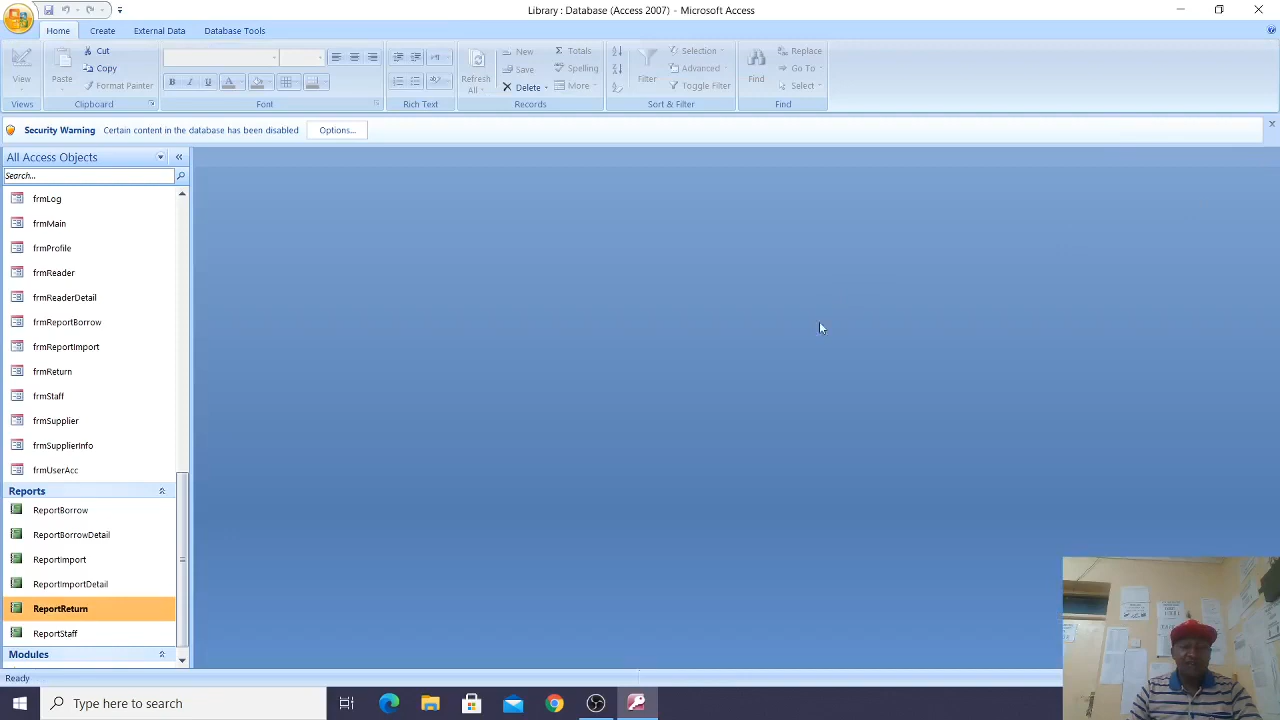 Library : Database (Access 2007) - Microsoft Access
Home Create External Data Database Tools
View
Views
Paste
Cut
Copy
Format Painter
Clipboard
B I U A
Font
Rich Text
Refresh
All
New
Save
Delete
Totals
Spelling
More
Records
Filter
Selection
Advanced
Toggle Filter
Sort & Filter
Find
Replace
Go To
Select
Find
Security Warning Certain content in the database has been disabled Options...
All Access Objects
Search...
frmLog
frmMain
frmProfile
frmReader
frmReaderDetail
frmReportBorrow
frmReportImport
frmReturn
frmStaff
frmSupplier
frmSupplierInfo
frmUserAcc
Reports
ReportBorrow
ReportBorrowDetail
ReportImport
ReportImportDetail
ReportReturn
ReportStaff
Modules
Ready
Type here to search